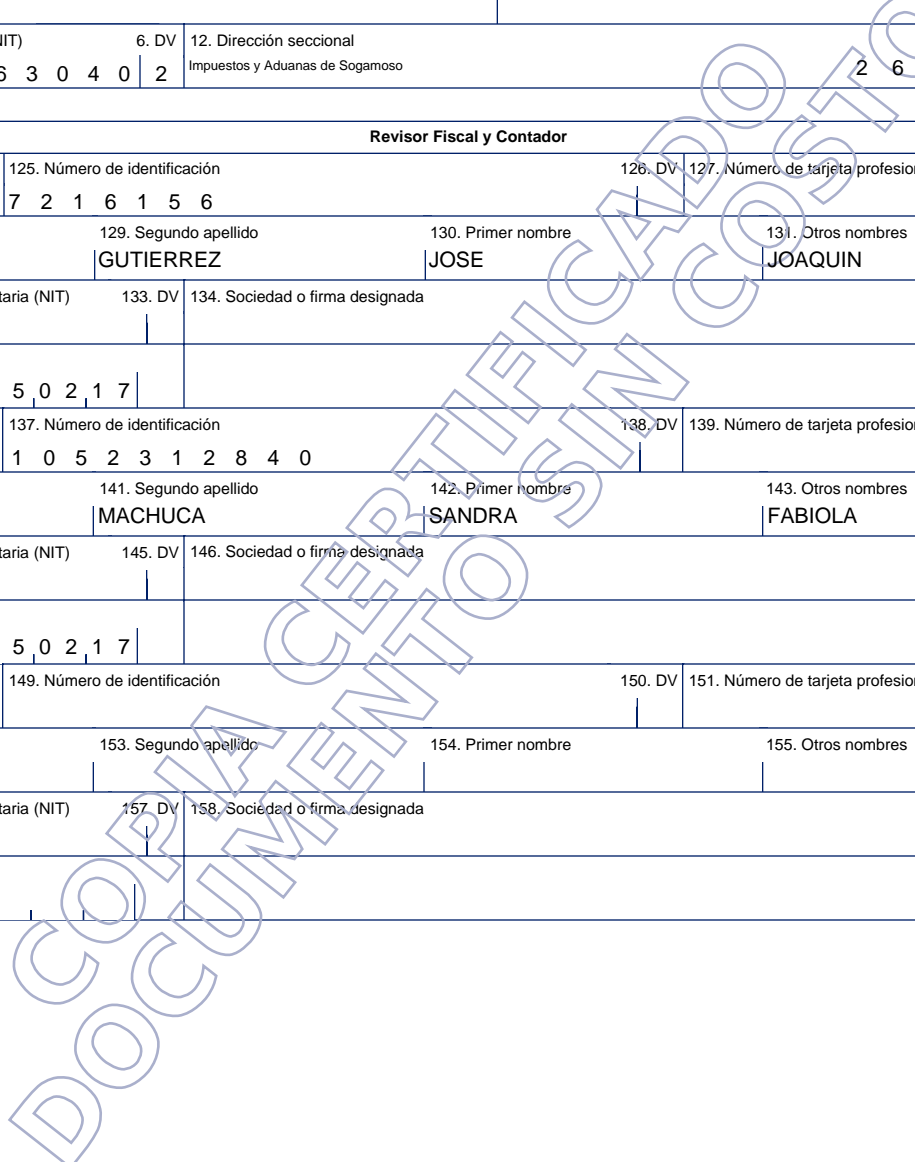 NIT) 6. DV 12. Dirección seccional
6 3 0 4 0 2 Impuestos y Aduanas de Sogamoso 2 6
Revisor Fiscal y Contador
125. Número de identificación 126. DV 127. Número de tarjeta profesion
7 2 1 6 1 5 6
129. Segundo apellido 130. Primer nombre 131. Otros nombres
GUTIERREZ JOSE JOAQUIN
taria (NIT) 133. DV 134. Sociedad o firma designada
5 0 2 1 7
137. Número de identificación 138. DV 139. Número de tarjeta profesion
1 0 5 2 3 1 2 8 4 0
141. Segundo apellido 142. Primer nombre 143. Otros nombres
MACHUCA SANDRA FABIOLA
taria (NIT) 145. DV 146. Sociedad o firma designada
5 0 2 1 7
149. Número de identificación 150. DV 151. Número de tarjeta profesion
153. Segundo apellido 154. Primer nombre 155. Otros nombres
taria (NIT) 157. DV 158. Sociedad o firma designada
COPIA CERTIFICADO
DOCUMENTO SIN COSTO